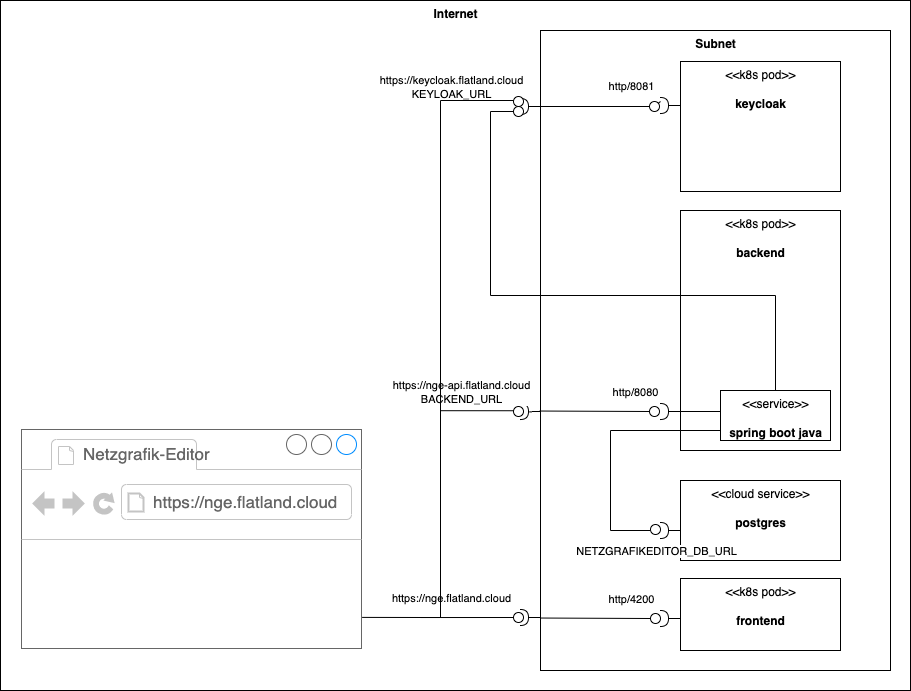 Internet
Subnet
https://keycloak.flatland.cloud
KEYLOAK_URL
http/8081
<<k8s pod>>
keycloak
<<k8s pod>>
backend
https://nge-api.flatland.cloud
BACKEND_URL
http/8080
<<service>>
spring boot java
Netzgrafik-Editor
https://nge.flatland.cloud
<<cloud service>>
postgres
NETZGRAFIKEDITOR_DB_URL
https://nge.flatland.cloud
http/4200
<<k8s pod>>
frontend